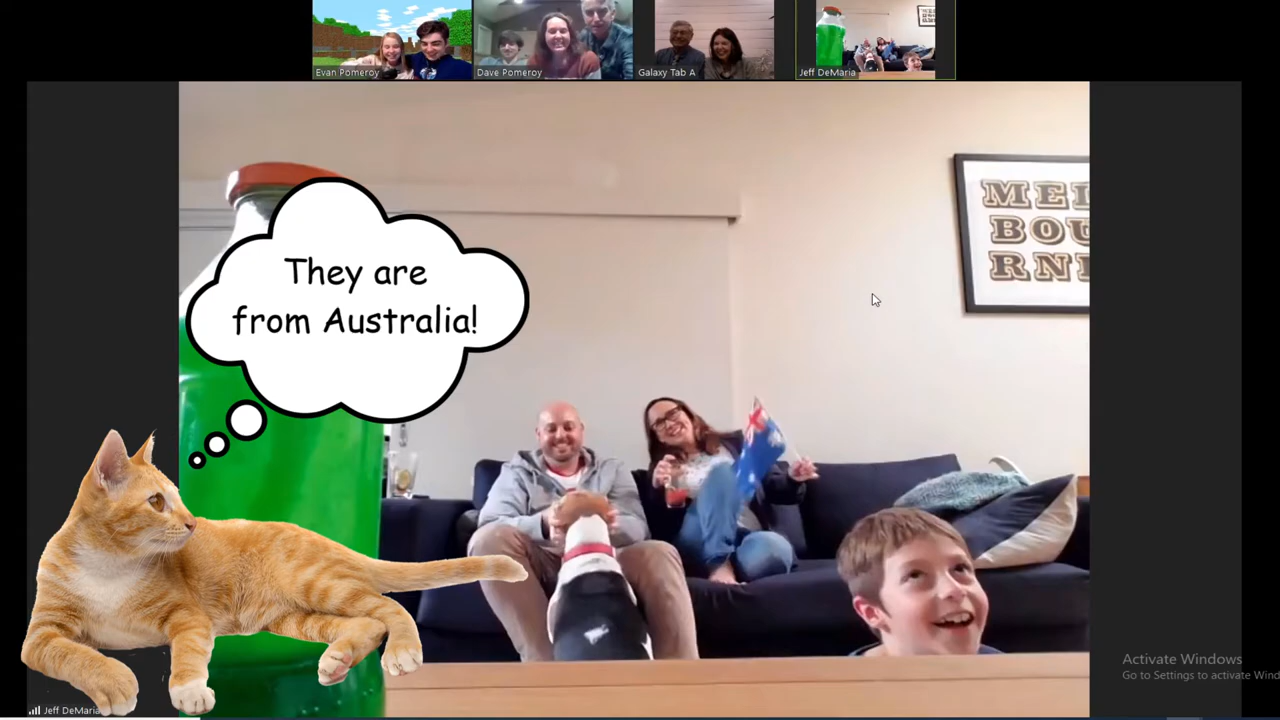 Evan Pomeroy
Dave Pomeroy
Galaxy Tab A
Jeff DeMaria
They are
from Australia!
MEL
BOU
RN
Activate Windows
Go to Settings to activate Wind
Jeff DeMaria